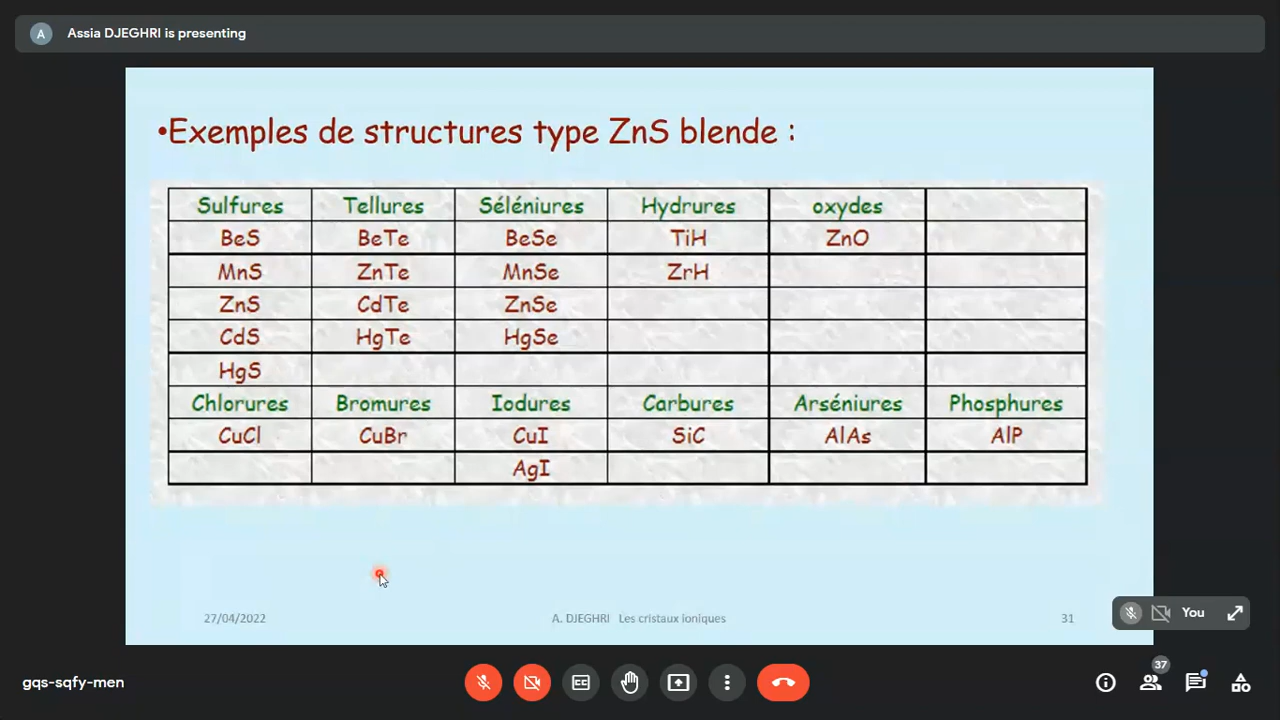 A
Assia DJEGHRI is presenting
•Exemples de structures type ZnS blende :
Sulfures Tellures Séléniures Hydrures oxydes
BeS BeTe BeSe TiH ZnO
MnS ZnTe MnSe ZrH
ZnS CdTe ZnSe
CdS HgTe HgSe
HgS
Chlorures Bromures Iodures Carbures Arséniures Phosphures
CuCl CuBr CuI SiC AlAs AlP
AgI
27/04/2022 A. DJEGHRI Les cristaux ioniques 31
You
gqs-sqfy-men
CC
37